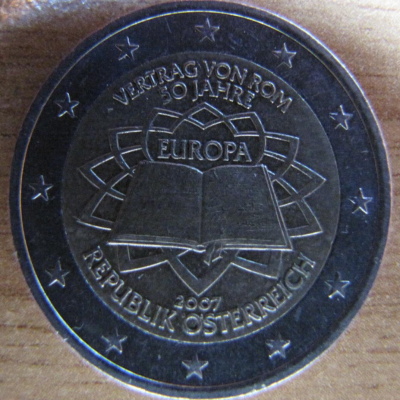 VERTRAG VON ROM
50 JAHRE
EUROPA
2007
REPUBLIK ÖSTERREICH